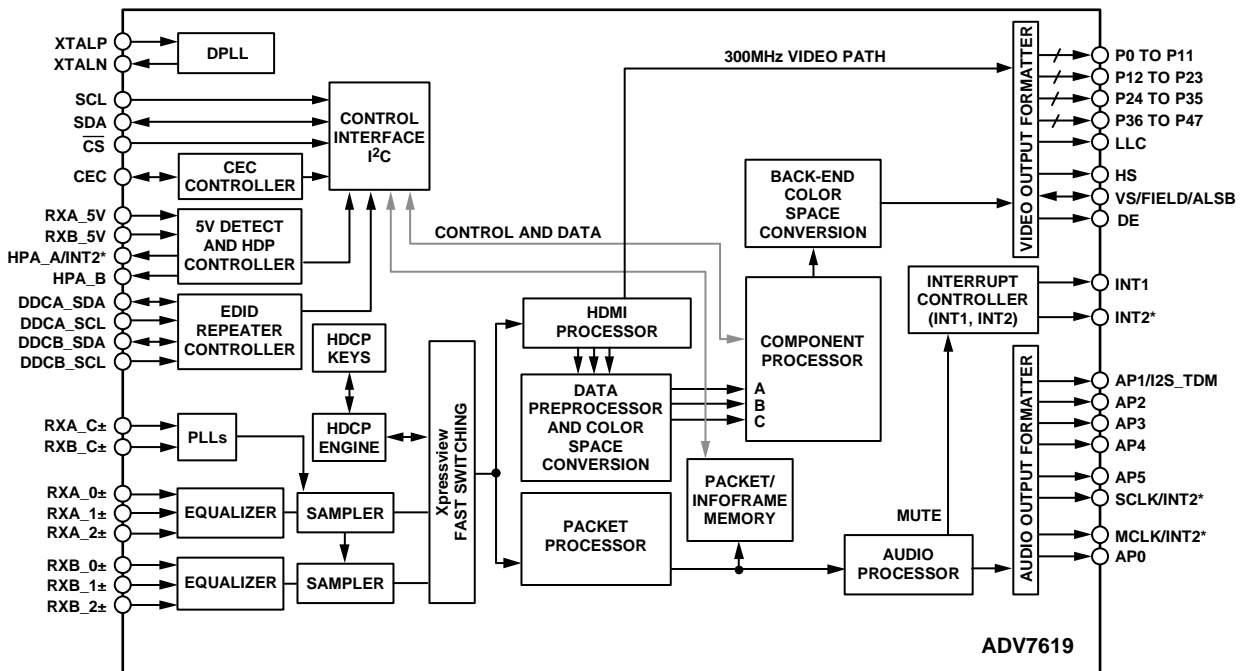 XTALP
XTALN
DPLL
SCL
SDA
CS
CEC
CEC
CONTROLLER
CONTROL
INTERFACE
I2C
RXA_5V
RXB_5V
HPA_A/INT2*
HPA_B
5V DETECT
AND HDP
CONTROLLER
DDCA_SDA
DDCA_SCL
DDCB_SDA
DDCB_SCL
EDID
REPEATER
CONTROLLER
HDCP
KEYS
HDCP
ENGINE
RXA_C±
RXB_C±
PLLs
RXA_0±
RXA_1±
RXA_2±
EQUALIZER
SAMPLER
RXB_0±
RXB_1±
RXB_2±
EQUALIZER
SAMPLER
Xpressview
FAST SWITCHING
CONTROL AND DATA
300MHz VIDEO PATH
HDMI
PROCESSOR
DATA
PREPROCESSOR
AND COLOR
SPACE
CONVERSION
A
B
C
COMPONENT
PROCESSOR
BACK-END
COLOR
SPACE
CONVERSION
PACKET
PROCESSOR
PACKET/
INFOFRAME
MEMORY
MUTE
AUDIO
PROCESSOR
INTERRUPT
CONTROLLER
(INT1, INT2)
VIDEO OUTPUT FORMATTER
P0 TO P11
P12 TO P23
P24 TO P35
P36 TO P47
LLC
HS
VS/FIELD/ALSB
DE
INT1
INT2*
AUDIO OUTPUT FORMATTER
AP1/I2S_TDM
AP2
AP3
AP4
AP5
SCLK/INT2*
MCLK/INT2*
AP0
ADV7619